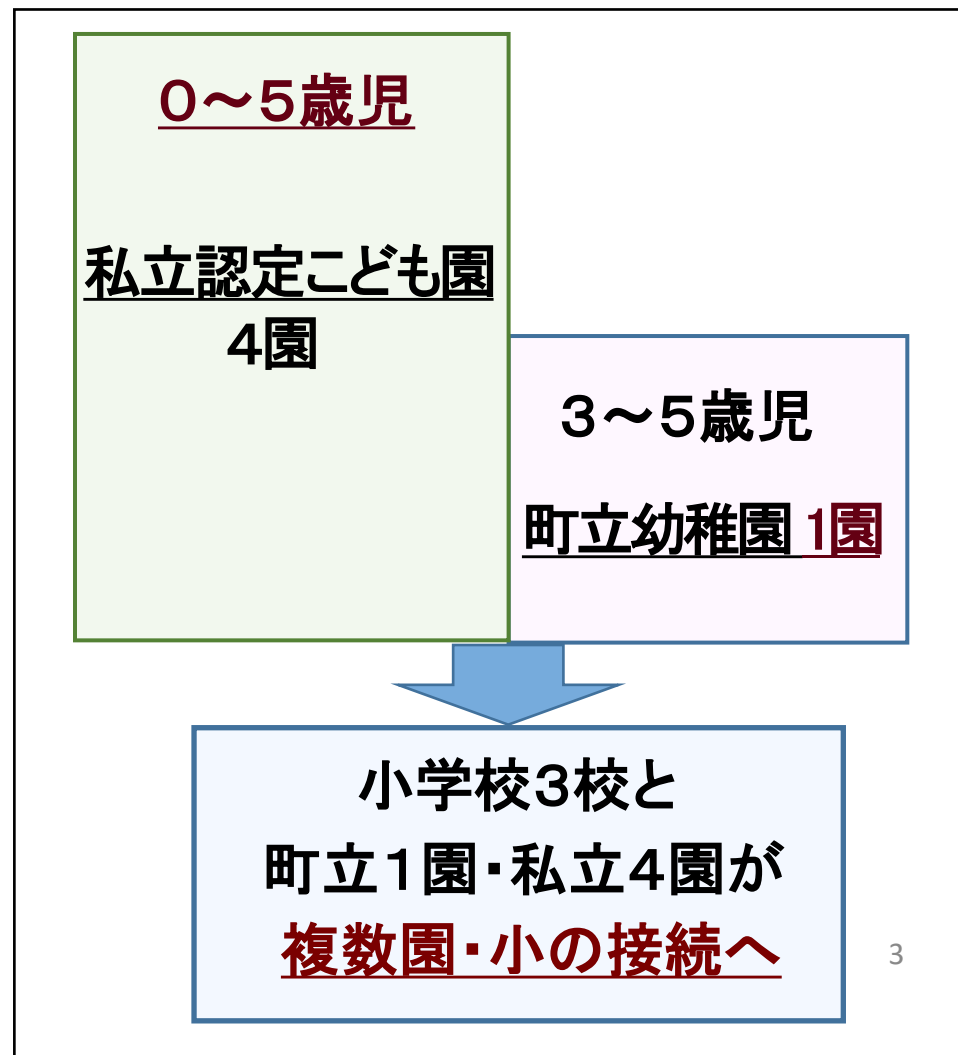 ０～５歳児
私立認定こども園
４園
３～５歳児
町立幼稚園 1園
小学校３校と
町立１園・私立４園が
複数園・小の接続へ
3